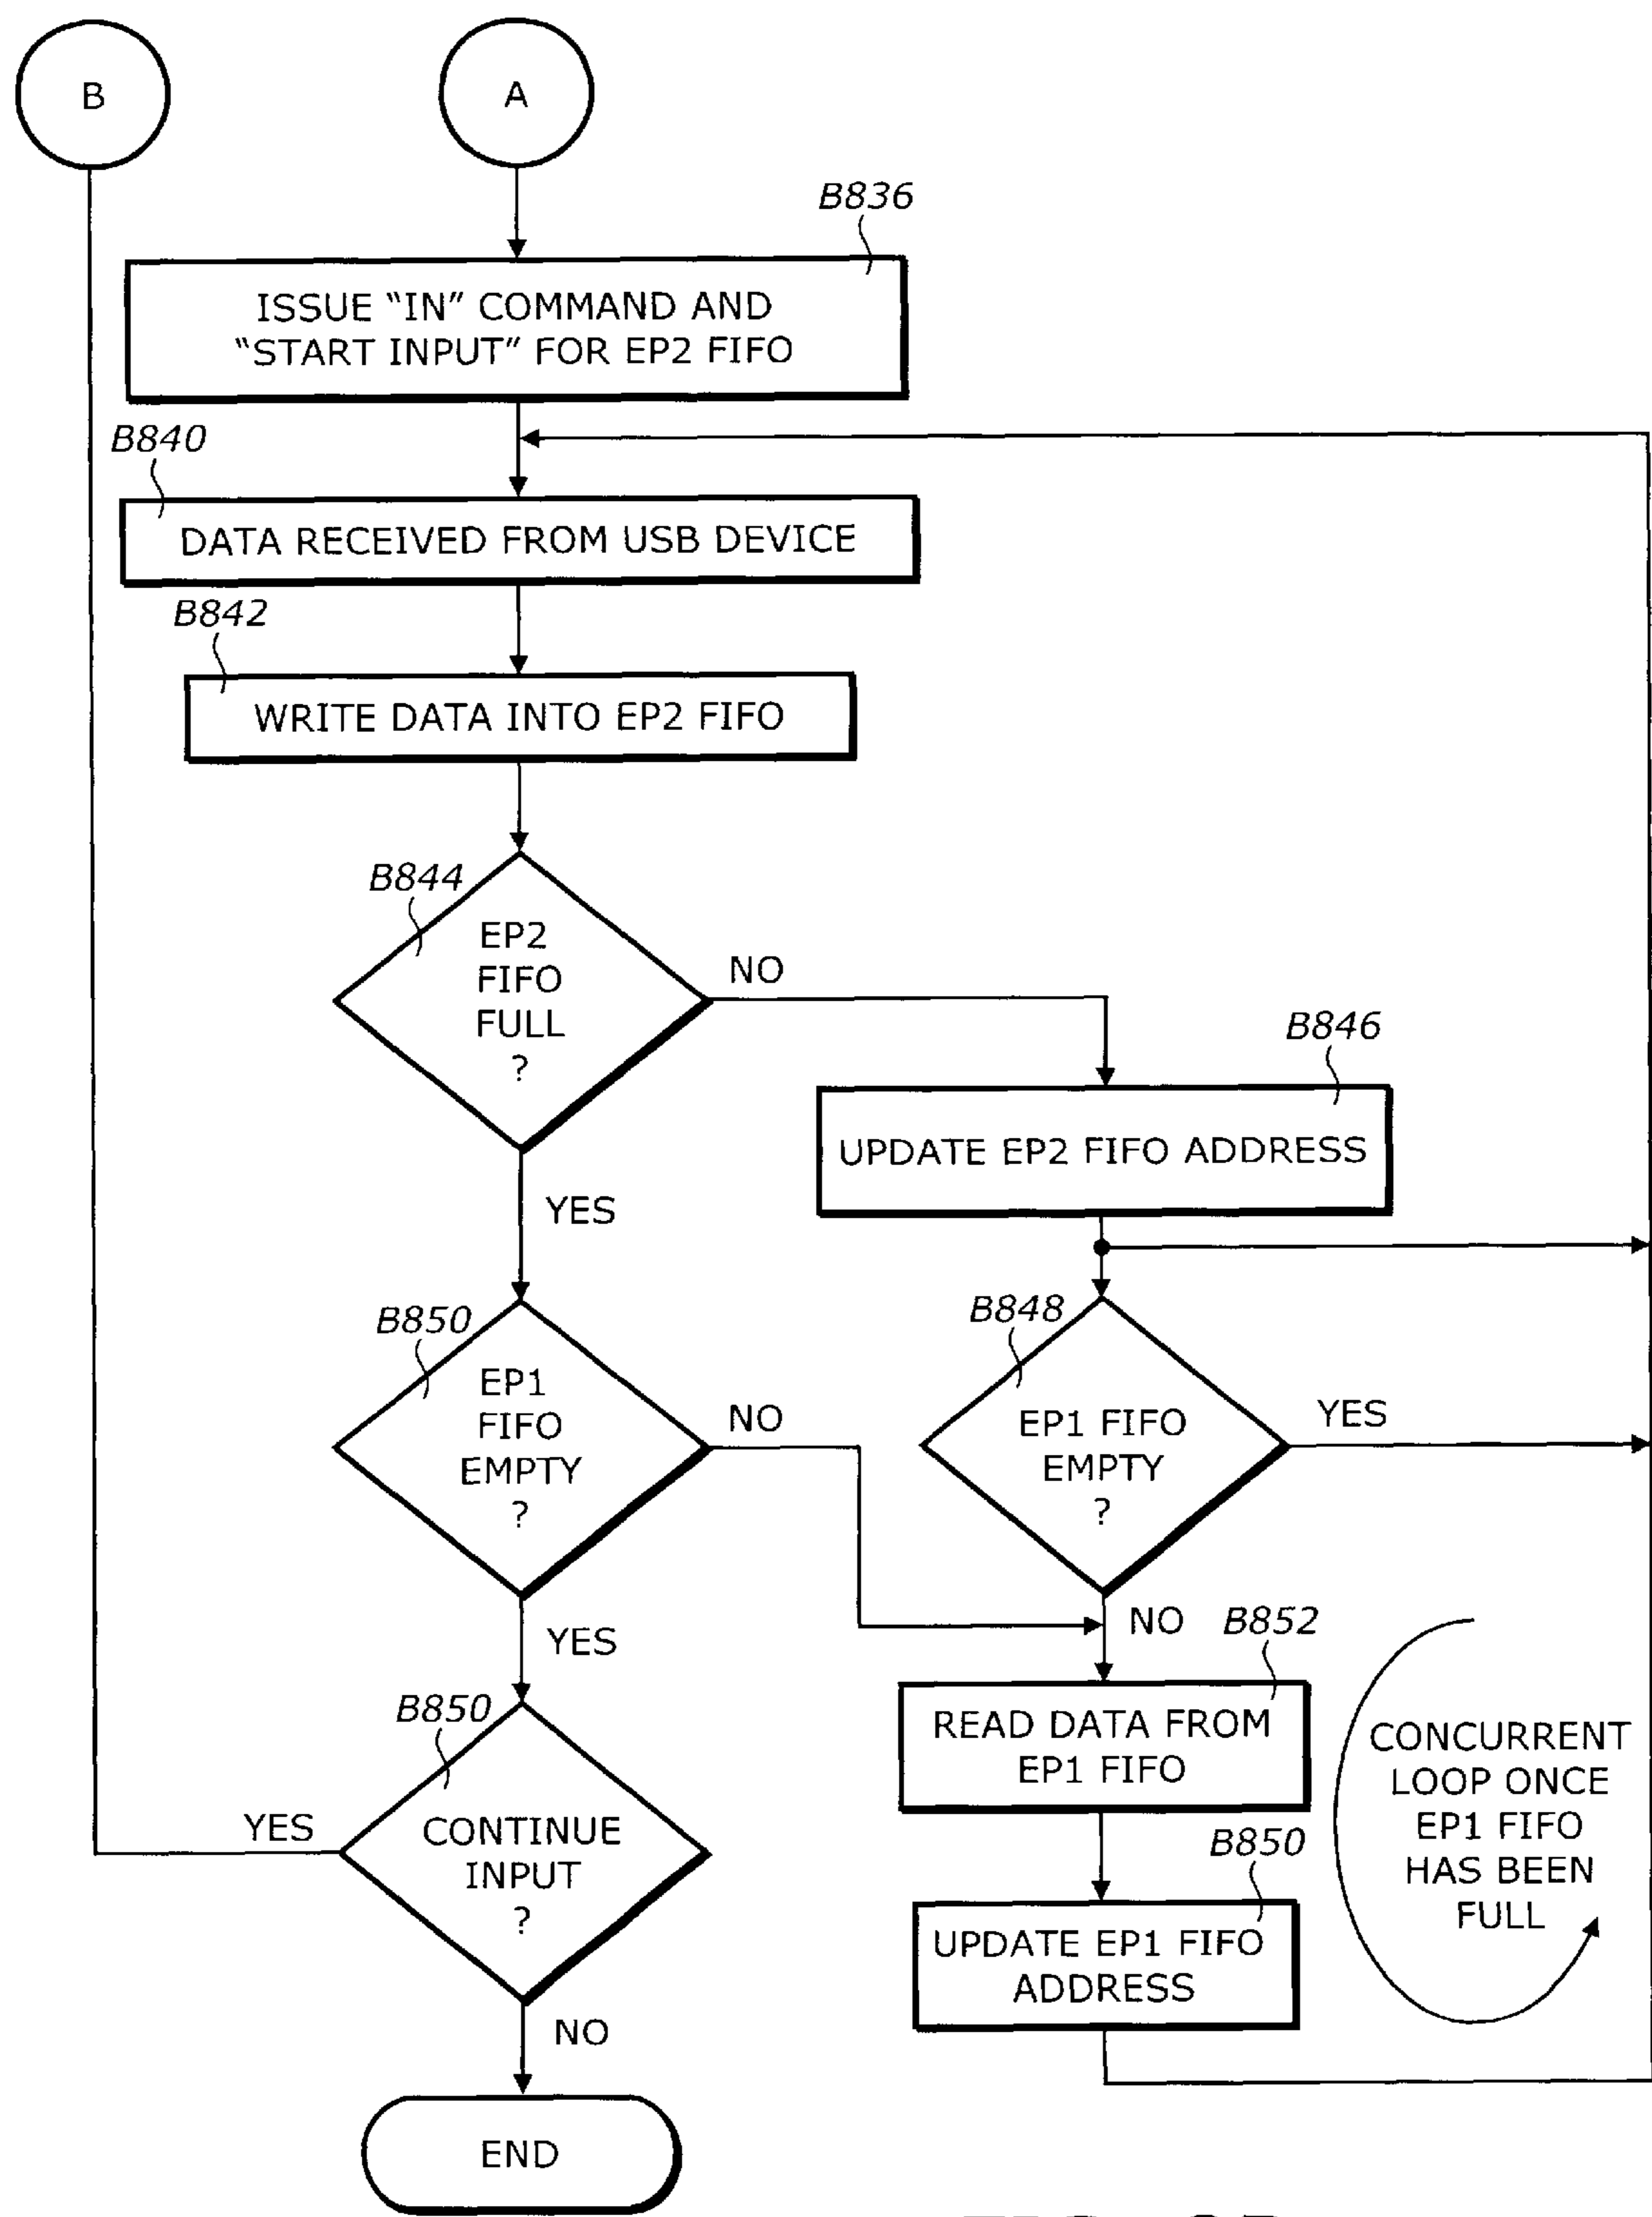 B
A
B836
ISSUE “IN” COMMAND AND
“START INPUT” FOR EP2 FIFO
B840
DATA RECEIVED FROM USB DEVICE
B842
WRITE DATA INTO EP2 FIFO
B844
EP2
FIFO
FULL
?
NO
B846
UPDATE EP2 FIFO ADDRESS
YES
B850
EP1
FIFO
EMPTY
?
NO
B848
EP1 FIFO
EMPTY
?
YES
NO
YES
B852
READ DATA FROM
EP1 FIFO
B850
CONTINUE
INPUT
?
YES
NO
B850
UPDATE EP1 FIFO
ADDRESS
CONCURRENT
LOOP ONCE
EP1 FIFO
HAS BEEN
FULL
END